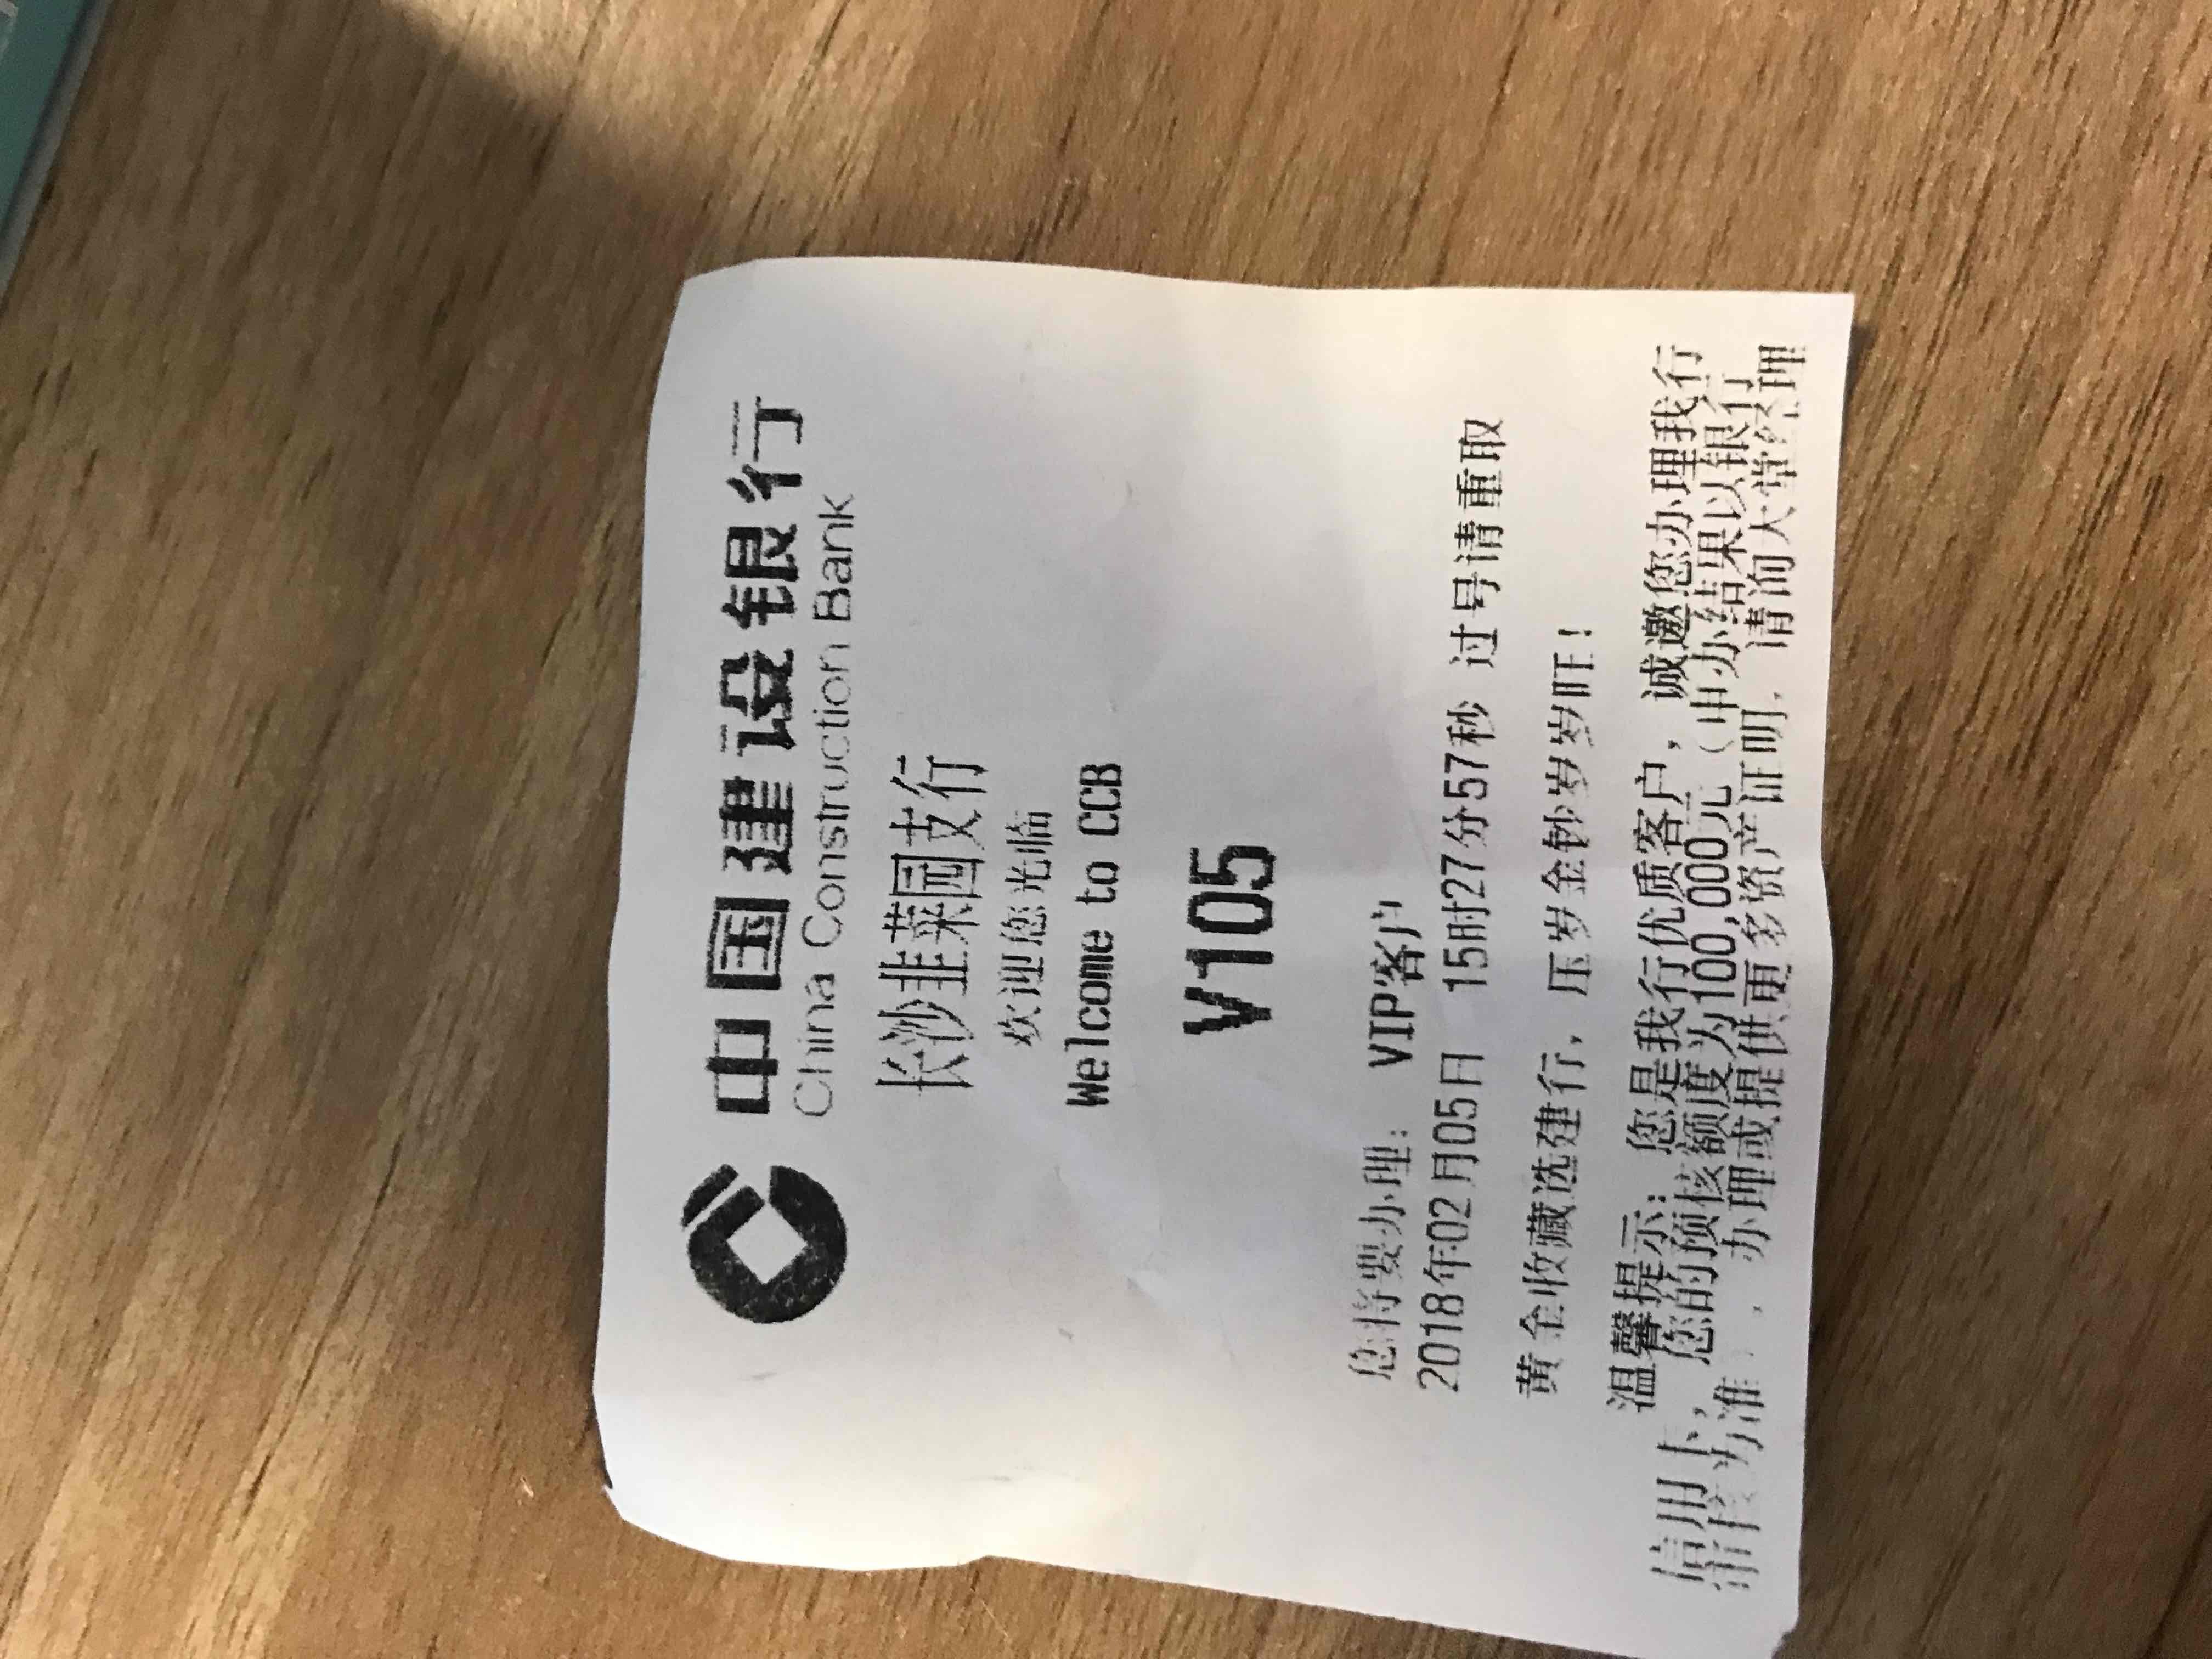 中国建设银行
China Construction Bank
长沙韭菜园支行
欢迎您光临
Welcome to CCB
V105
您将要办理: VIP客户
2018年02月05日 15时27分57秒 过号请重取
黄金收藏选建行, 压岁金钞岁岁旺!
温馨提示: 您是我行优质客户, 诚邀您办理我行
信用卡, 您的预核额度为100,000元(申办结果以银行
审核为准), 办理或提供更多资产证明, 请询大堂经理